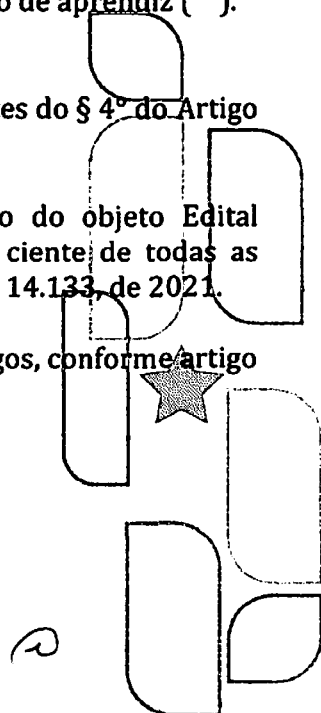 o de aprendiz (   ).
es do § 4° do Artigo
o do objeto Edital
ciente de todas as
14.133, de 2021.
gos, conforme artigo